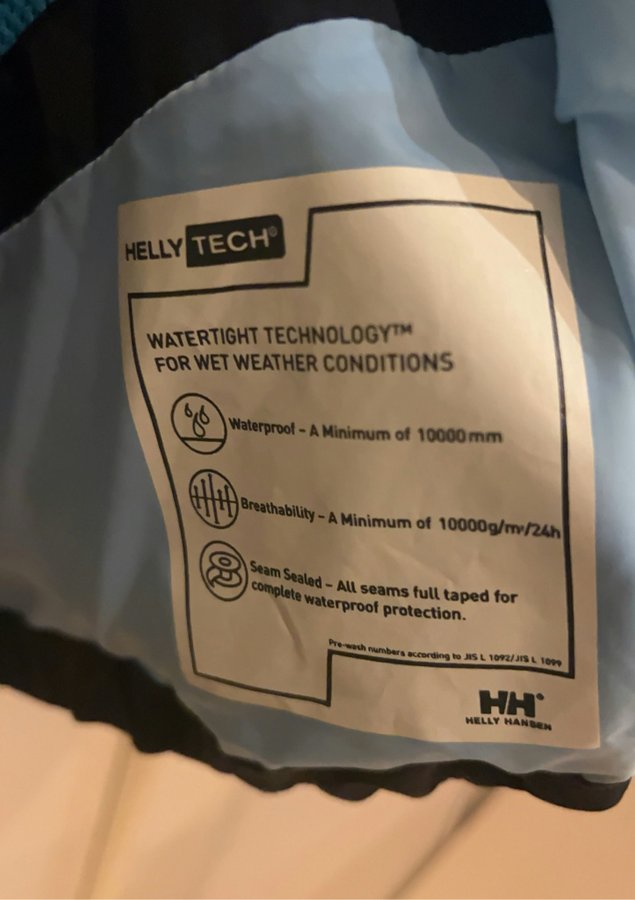 HELLY TECH®
WATERTIGHT TECHNOLOGY™
FOR WET WEATHER CONDITIONS
Waterproof – A Minimum of 10000mm
Breathability – A Minimum of 10000g/m²/24h
Seam Sealed – All seams full taped for
complete waterproof protection.
Pre-wash numbers according to JIS L 1092/JIS L 1099
HH®
HELLY HANSEN